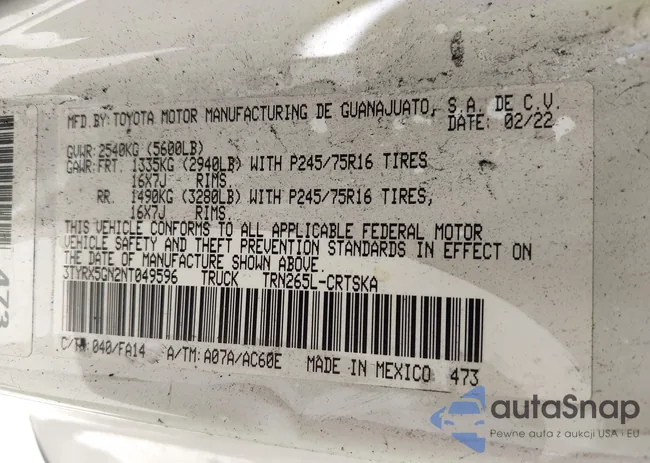 MFD.BY: TOYOTA MOTOR MANUFACTURING DE GUANAJUATO, S.A. DE C.V.
DATE: 02/22
GVWR: 2540KG (5600LB)
GAWR: FRT. 1335KG (2940LB) WITH P245/75R16 TIRES
16X7J RIMS.
RR. 1490KG (3280LB) WITH P245/75R16 TIRES,
16X7J RIMS.
THIS VEHICLE CONFORMS TO ALL APPLICABLE FEDERAL MOTOR
VEHICLE SAFETY AND THEFT PREVENTION STANDARDS IN EFFECT ON
THE DATE OF MANUFACTURE SHOWN ABOVE.
3TYRX5GN2NT049596 TRUCK TRN265L-CRTSKA
C/TR: 040/FA14 A/TM: A07A/AC60E MADE IN MEXICO 473
473
autaSnap
Pewne auta z aukcji USA · EU